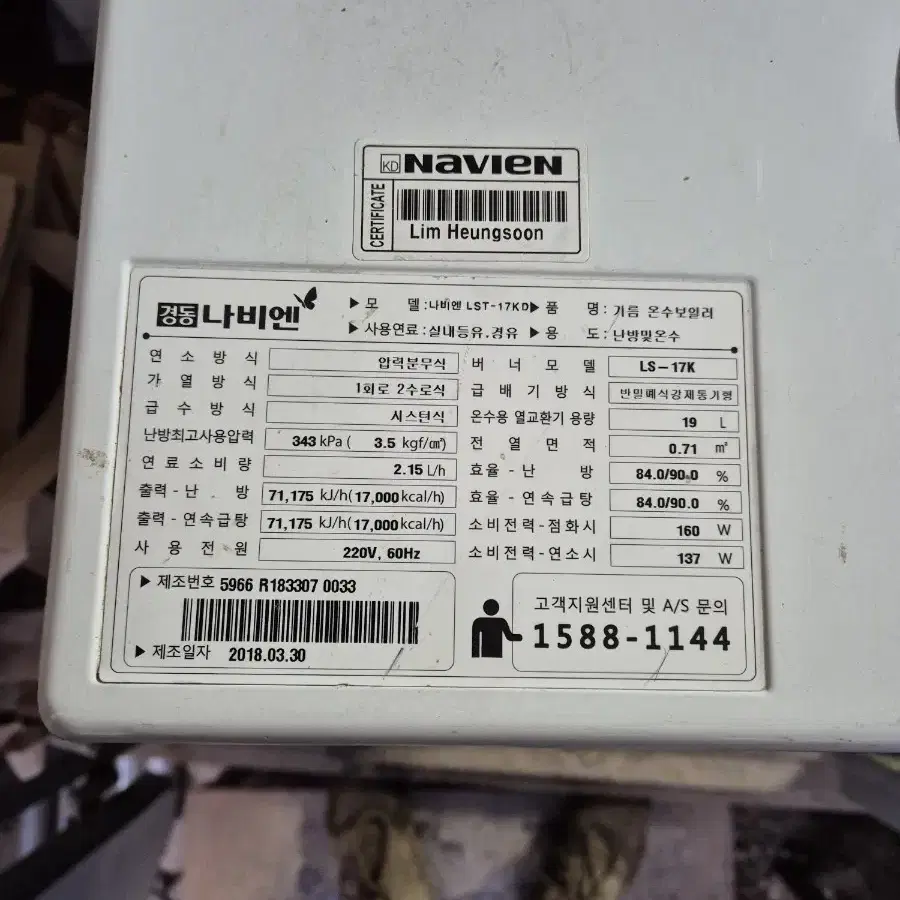 KD NAVIEN
CERTIFICATE
Lim Heungsoon
경동 나비엔
▶ 모 델 : 나비엔 LST-17KD ▶ 품 명 : 기름 온수보일러
▶ 사용연료 : 실내등유,경유 ▶ 용 도 : 난방및온수
연 소 방 식 압력분무식 버 너 모 델 LS-17K
가 열 방 식 1회로 2수로식 급 배 기 방 식 반밀폐식강제통기형
급 수 방 식 시스턴식 온수용 열교환기 용량 19 L
난방최고사용압력 343 kPa ( 3.5 kgf/㎠) 전 열 면 적 0.71 ㎡
연 료 소 비 량 2.15 L/h 효 율 - 난 방 84.0/90.0 %
출력 - 난 방 71,175 kJ/h(17,000kcal/h) 효 율 - 연 속 급 탕 84.0/90.0 %
출력 - 연속급탕 71,175 kJ/h(17,000kcal/h) 소 비 전 력 - 점 화 시 160 W
사 용 전 원 220V, 60Hz 소 비 전 력 - 연 소 시 137 W
▶ 제조번호 5966 R183307 0033
▶ 제조일자 2018.03.30
고객지원센터 및 A/S 문의
1588-1144